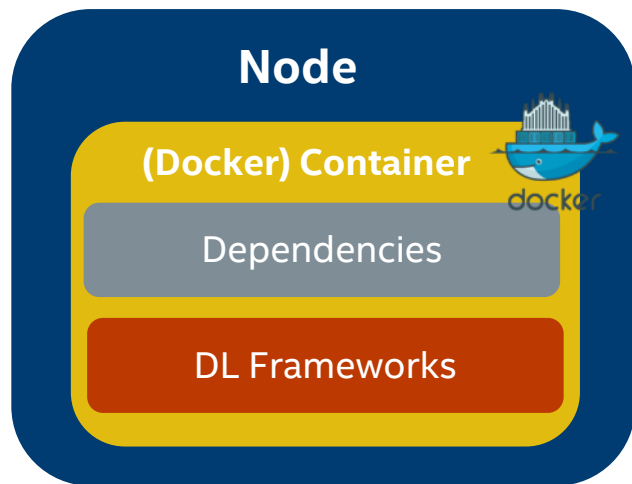 Node
(Docker) Container
docker
Dependencies
DL Frameworks